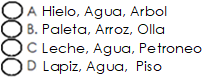 A Hielo, Agua, Arbol
B. Paleta, Arroz, Olla
C Leche, Agua, Petroneo
D Lapiz, Agua, Piso